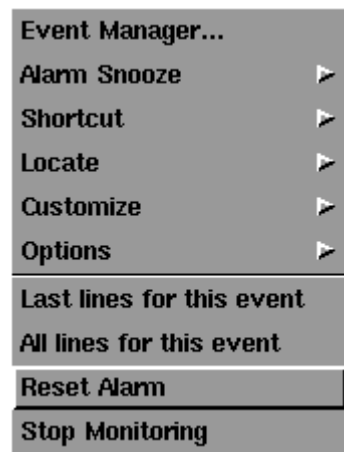 Event Manager...
Alarm Snooze
Shortcut
Locate
Customize
Options
Last lines for this event
All lines for this event
Reset Alarm
Stop Monitoring